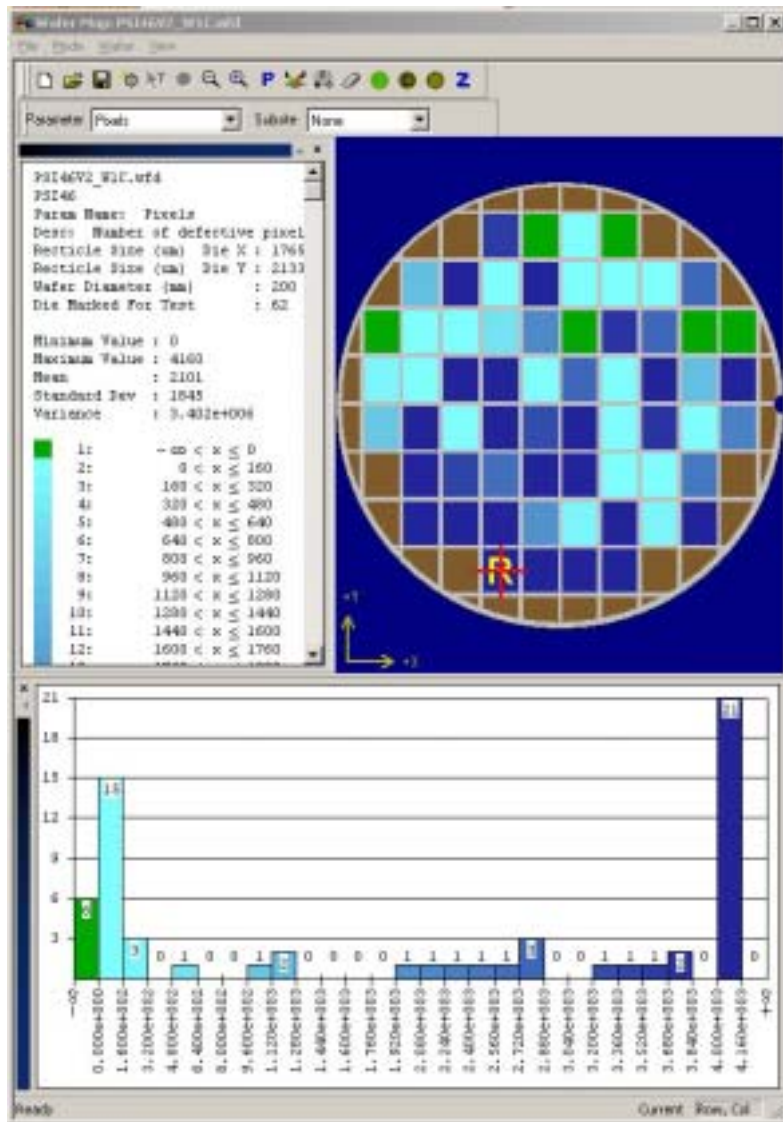 Wafer Map: PSI46V2_W1C.wfd
File Mode Wafer View
P Z
Parameter Pixels Subsite None
PSI46V2_W1C.wfd
PSI46
Param Name: Pixels
Desc: Number of defective pixel
Recticle Size (um) Die X : 1765
Recticle Size (um) Die Y : 2133
Wafer Diameter (mm) : 200
Die Marked For Test : 62
Minimum Value : 0
Maximum Value : 4160
Mean : 2101
Standard Dev : 1845
Variance : 3.402e+006
1: -∞ < x ≤ 0
2: 0 < x ≤ 160
3: 160 < x ≤ 320
4: 320 < x ≤ 480
5: 480 < x ≤ 640
6: 640 < x ≤ 800
7: 800 < x ≤ 960
8: 960 < x ≤ 1120
9: 1120 < x ≤ 1280
10: 1280 < x ≤ 1440
11: 1440 < x ≤ 1600
12: 1600 < x ≤ 1760
R
+Y
+X
21
18
15
12
9
6
3
6 15 3 0 1 0 0 1 2 0 0 0 0 1 1 1 1 1 3 0 0 1 1 1 2 0 21 0
-∞ 0.000e+000 1.600e+002 3.200e+002 4.800e+002 6.400e+002 8.000e+002 9.600e+002 1.120e+003 1.280e+003 1.440e+003 1.600e+003 1.760e+003 1.920e+003 2.080e+003 2.240e+003 2.400e+003 2.560e+003 2.720e+003 2.880e+003 3.040e+003 3.200e+003 3.360e+003 3.520e+003 3.680e+003 3.840e+003 4.000e+003 4.160e+003 +∞
Ready Current Row, Col